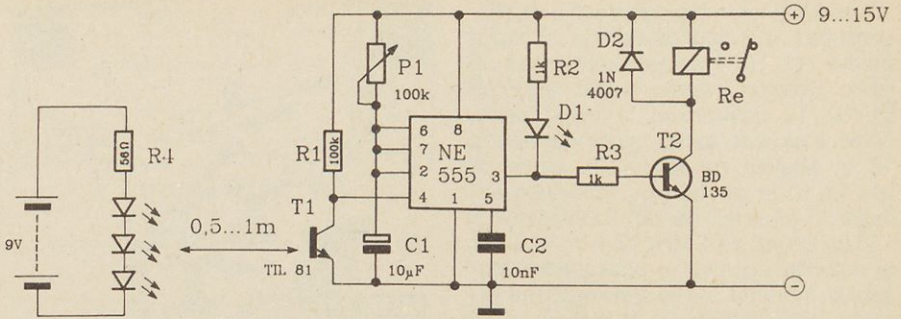 9...15V
D2
P1
100k
R2
1k
1N
4007
Re
D1
56Ω
R4
R1
100k
6
8
7
NE
2
555
3
4
1
5
R3
1k
T2
BD
135
T1
0,5...1m
9V
TIL 81
C1
10µF
C2
10nF